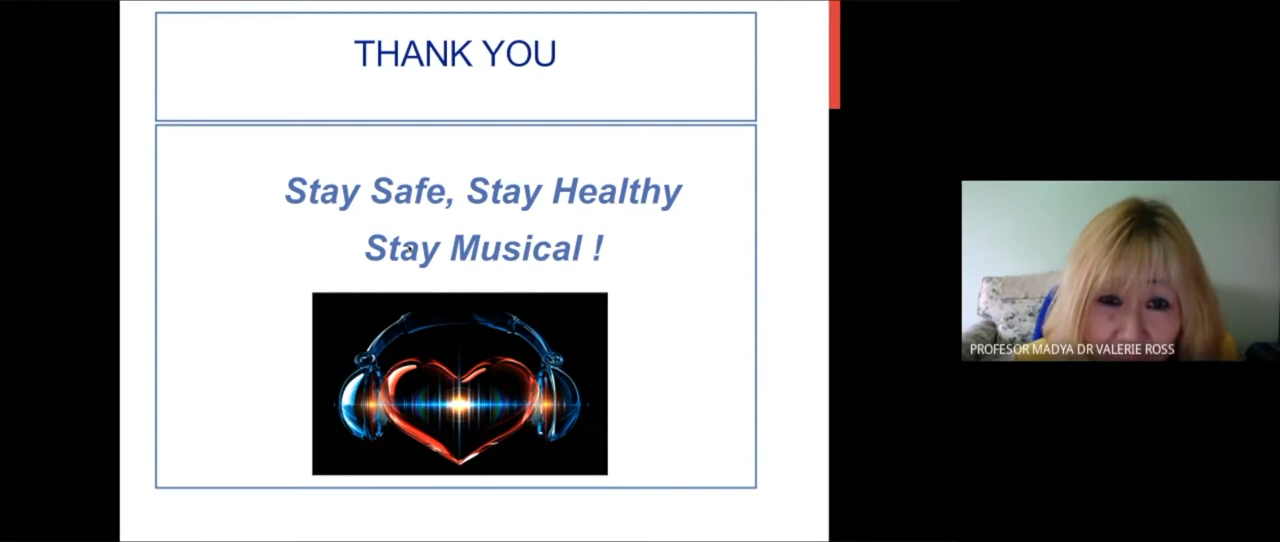 THANK YOU
Stay Safe, Stay Healthy
Stay Musical !
PROFESOR MADYA DR VALERIE ROSS